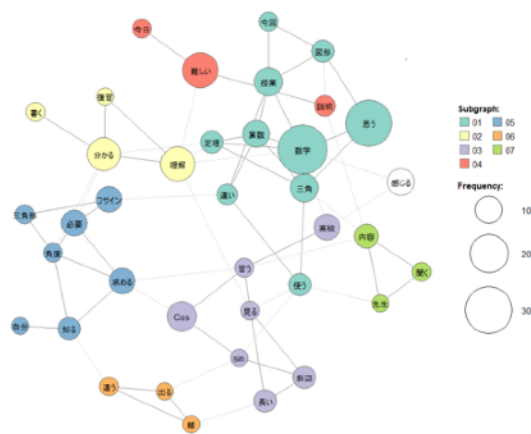 今日
今回
難しい
図形
授業
復習
説明
書く
思う
算数
定理
分かる
理解
数学
感じる
違い
三角
コサイン
三角形
必要
高校
内容
角度
習う
聞く
求める
使う
見る
先生
Cos
自分
知る
sin
斜辺
違う
出る
長い
Subgraph:
01 05
02 06
03 07
04
Frequency:
10
20
30